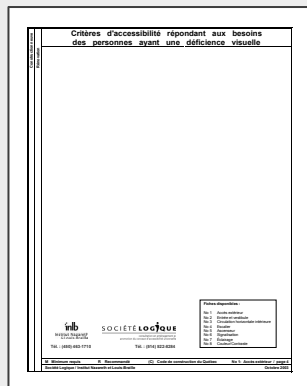 Critères d'accessibilité répondant aux besoins
des personnes ayant une déficience visuelle
inlb
Institut Nazareth
& Louis-Braille
Tél. : (450) 463-1710
SOCIÉTÉ LOGIQUE
Tél. : (514) 522-8284
Fiches disponibles :
No 1 Accès extérieur
No 2 Entrée et vestibule
No 3 Circulation horizontale intérieure
No 4 Escalier
No 5 Ascenseur
No 6 Signalisation
No 7 Éclairage
No 8 Couleur/Contraste
M Minimum requis R Recommandé (C) Code de construction du Québec No 1: Accès extérieur / page 4
Société Logique / Institut Nazareth et Louis-Braille Octobre 2003